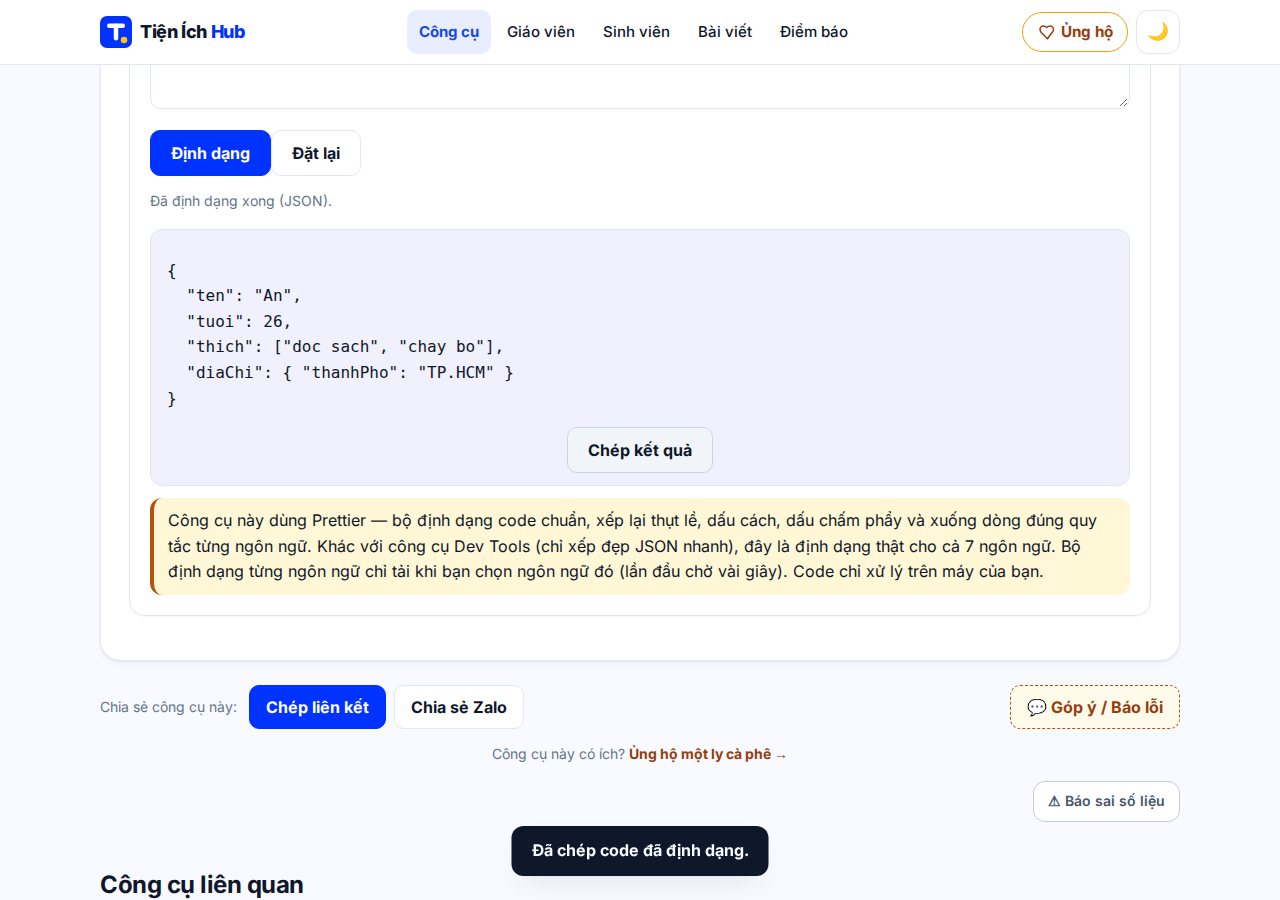 Tiện Ích Hub
Công cụ
Giáo viên
Sinh viên
Bài viết
Điểm báo
Ủng hộ
Định dạng
Đặt lại
Đã định dạng xong (JSON).
{
  "ten": "An",
  "tuoi": 26,
  "thich": ["doc sach", "chay bo"],
  "diaChi": { "thanhPho": "TP.HCM" }
}
Chép kết quả
Công cụ này dùng Prettier — bộ định dạng code chuẩn, xếp lại thụt lề, dấu cách, dấu chấm phẩy và xuống dòng đúng quy
tắc từng ngôn ngữ. Khác với công cụ Dev Tools (chỉ xếp đẹp JSON nhanh), đây là định dạng thật cho cả 7 ngôn ngữ. Bộ
định dạng từng ngôn ngữ chỉ tải khi bạn chọn ngôn ngữ đó (lần đầu chờ vài giây). Code chỉ xử lý trên máy của bạn.
Chia sẻ công cụ này:
Chép liên kết
Chia sẻ Zalo
💬 Góp ý / Báo lỗi
Công cụ này có ích? Ủng hộ một ly cà phê →
⚠ Báo sai số liệu
Đã chép code đã định dạng.
Công cụ liên quan